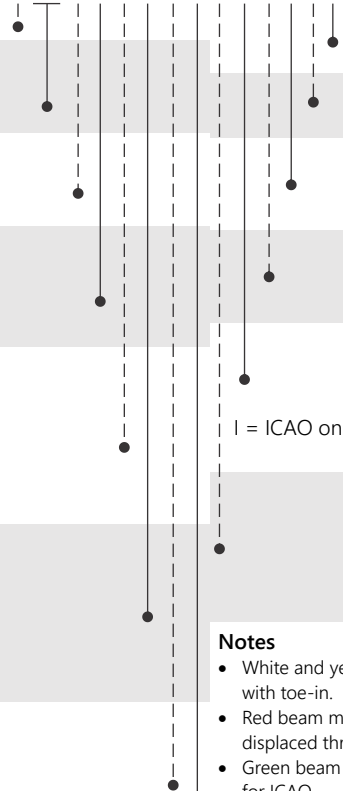 I = ICAO on
Notes
• White and ye
with toe-in.
• Red beam m
displaced thr
• Green beam
for ICAO